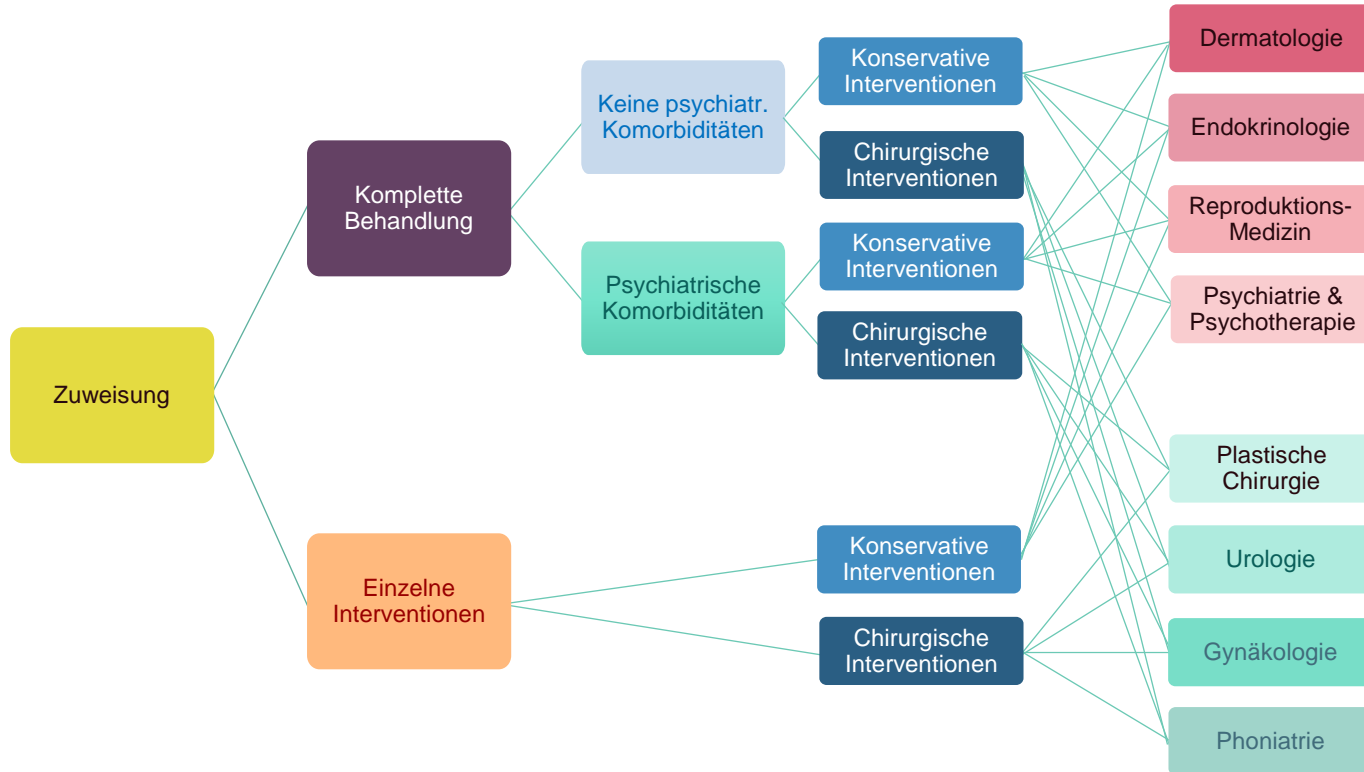 Zuweisung
Komplette
Behandlung
Einzelne
Interventionen
Keine psychiatr.
Komorbiditäten
Psychiatrische
Komorbiditäten
Konservative
Interventionen
Chirurgische
Interventionen
Konservative
Interventionen
Chirurgische
Interventionen
Konservative
Interventionen
Chirurgische
Interventionen
Dermatologie
Endokrinologie
Reproduktions-
Medizin
Psychiatrie &
Psychotherapie
Plastische
Chirurgie
Urologie
Gynäkologie
Phoniatrie